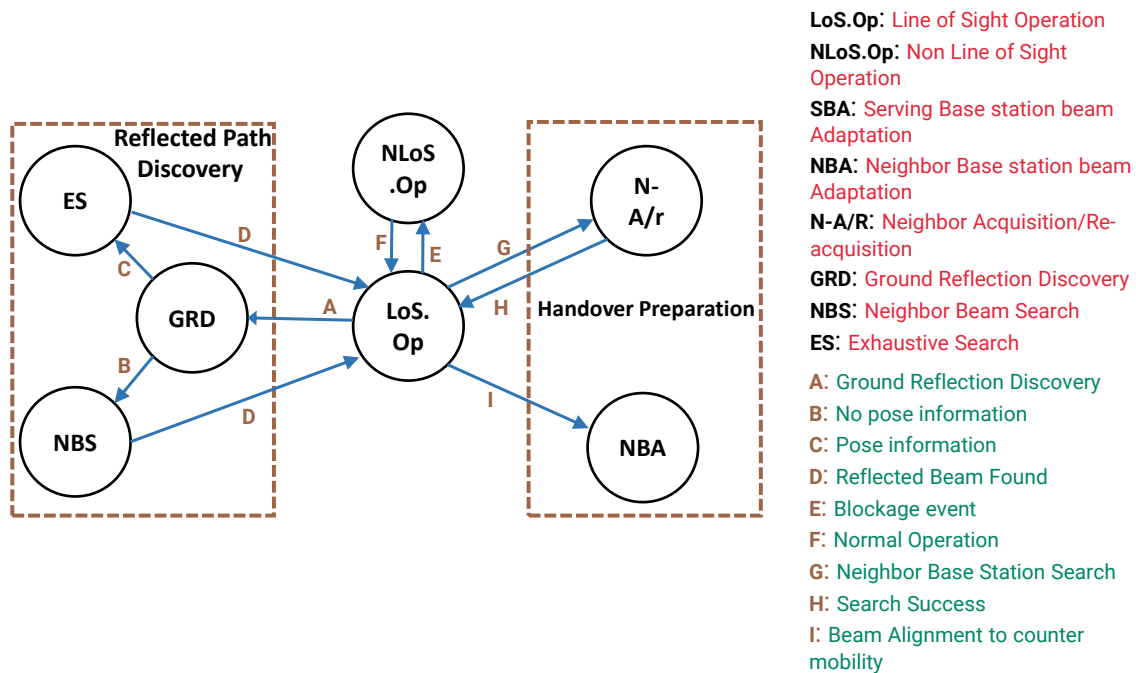 Reflected Path
Discovery
ES
D
C
GRD
B
NBS
D
A
NLoS
.Op
F
E
LoS.
Op
G
H
I
N-
A/r
Handover Preparation
NBA
LoS.Op: Line of Sight Operation
NLoS.Op: Non Line of Sight
Operation
SBA: Serving Base station beam
Adaptation
NBA: Neighbor Base station beam
Adaptation
N-A/R: Neighbor Acquisition/Re-
acquisition
GRD: Ground Reflection Discovery
NBS: Neighbor Beam Search
ES: Exhaustive Search
A: Ground Reflection Discovery
B: No pose information
C: Pose information
D: Reflected Beam Found
E: Blockage event
F: Normal Operation
G: Neighbor Base Station Search
H: Search Success
I: Beam Alignment to counter
mobility